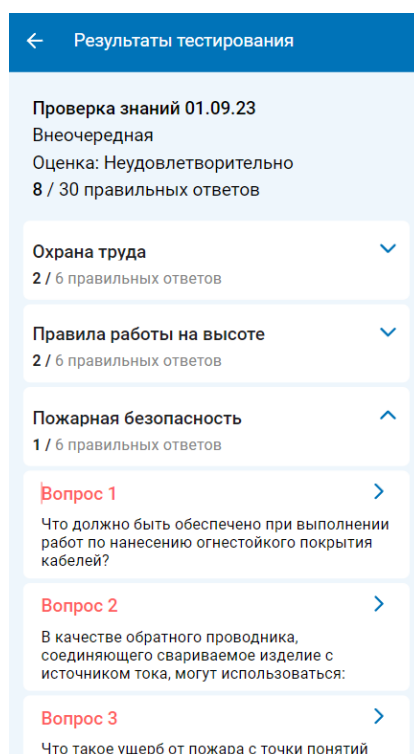 Результаты тестирования
Проверка знаний 01.09.23
Внеочередная
Оценка: Неудовлетворительно
8 / 30 правильных ответов
Охрана труда
2 / 6 правильных ответов
Правила работы на высоте
2 / 6 правильных ответов
Пожарная безопасность
1 / 6 правильных ответов
Вопрос 1
Что должно быть обеспечено при выполнении
работ по нанесению огнестойкого покрытия
кабелей?
Вопрос 2
В качестве обратного проводника,
соединяющего свариваемое изделие с
источником тока, могут использоваться:
Вопрос 3
Что такое ущерб от пожара с точки понятий